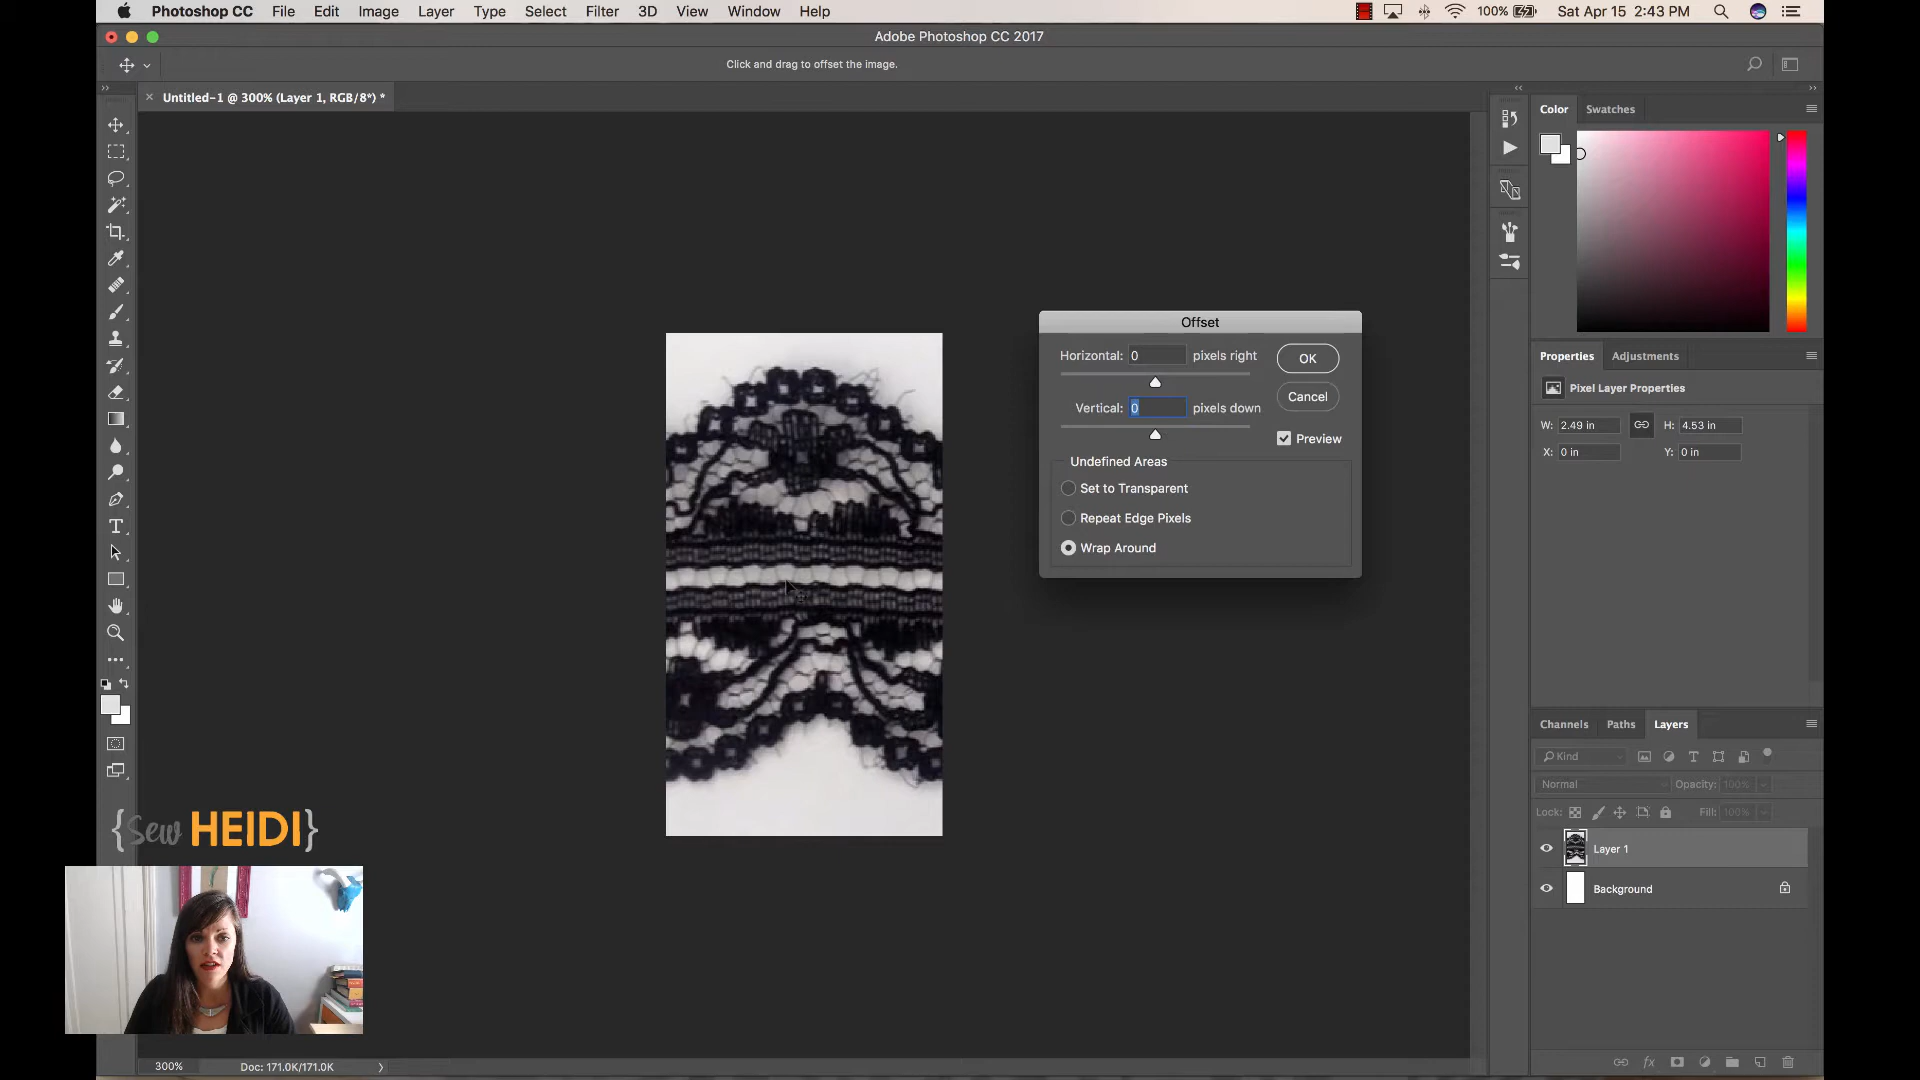 Photoshop CC File Edit Image Layer Type Select Filter 3D View Window Help 100% Sat Apr 15 2:43 PM
Adobe Photoshop CC 2017
Click and drag to offset the image.
Untitled-1 @ 300% (Layer 1, RGB/8*) *
Color Swatches
Offset
Horizontal: 0 pixels right OK
Vertical: 0 pixels down Cancel
Preview
Undefined Areas
Set to Transparent
Repeat Edge Pixels
Wrap Around
Properties Adjustments
Pixel Layer Properties
W: 2.49 in H: 4.53 in
X: 0 in Y: 0 in
Channels Paths Layers
Kind
Normal Opacity: 100%
Lock: Fill: 100%
Layer 1
Background
{Sew HEIDI}
300% Doc: 171.0K/171.0K